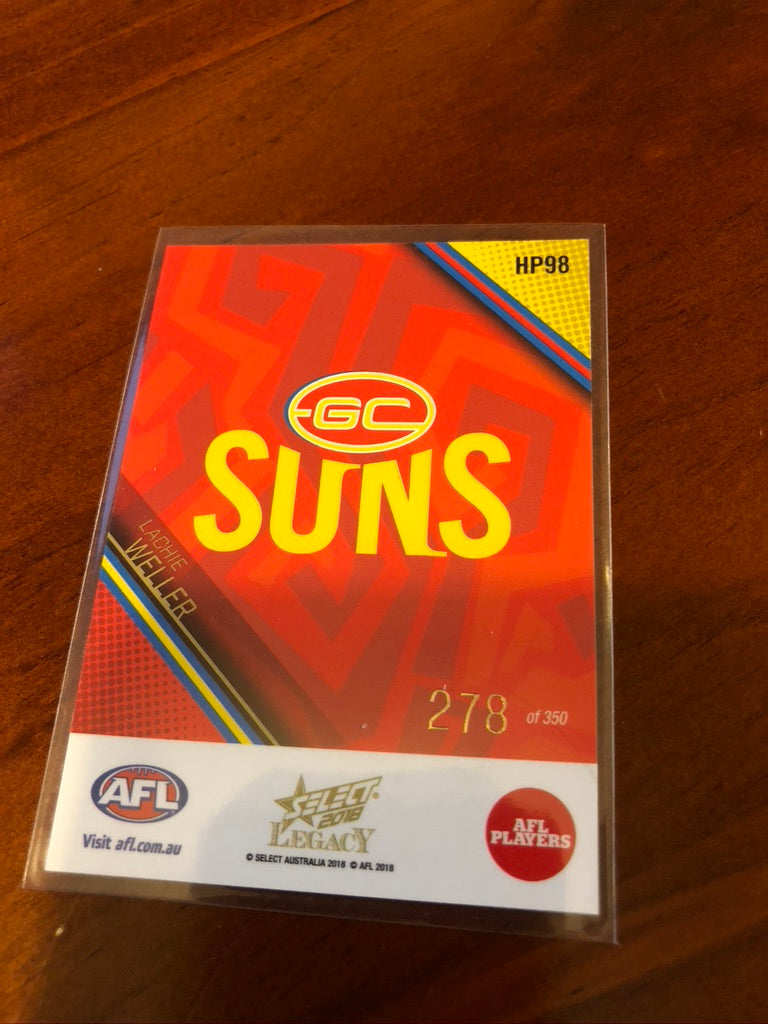 HP98
GC
SUNS
LACHIE
WELLER
278 of 350
AFL
Visit afl.com.au
SELECT
2018
LEGACY
© SELECT AUSTRALIA 2018 © AFL 2018
AFL
PLAYERS